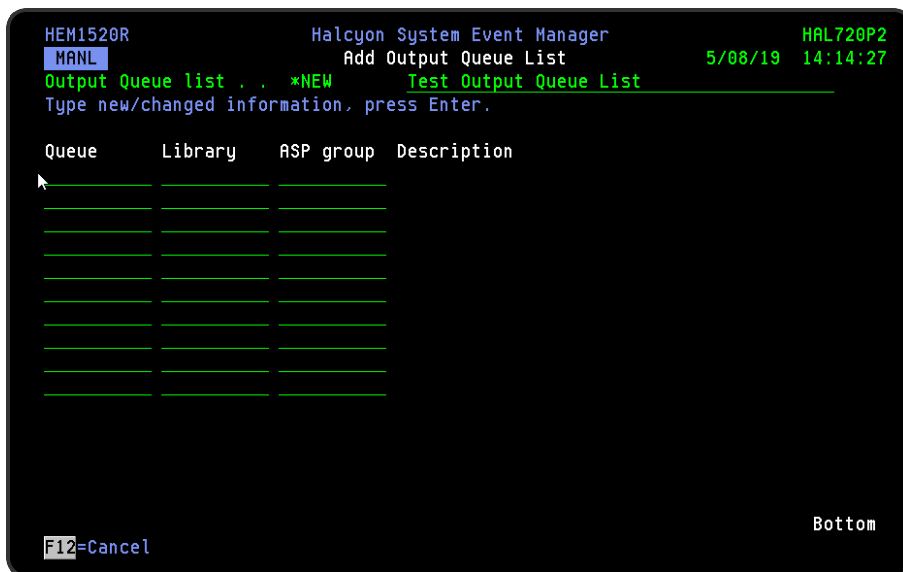 HEM1520R Halcyon System Event Manager HAL720P2
MANL Add Output Queue List 5/08/19 14:14:27
Output Queue list . . *NEW Test Output Queue List
Type new/changed information, press Enter.
Queue Library ASP group Description
Bottom
F12=Cancel